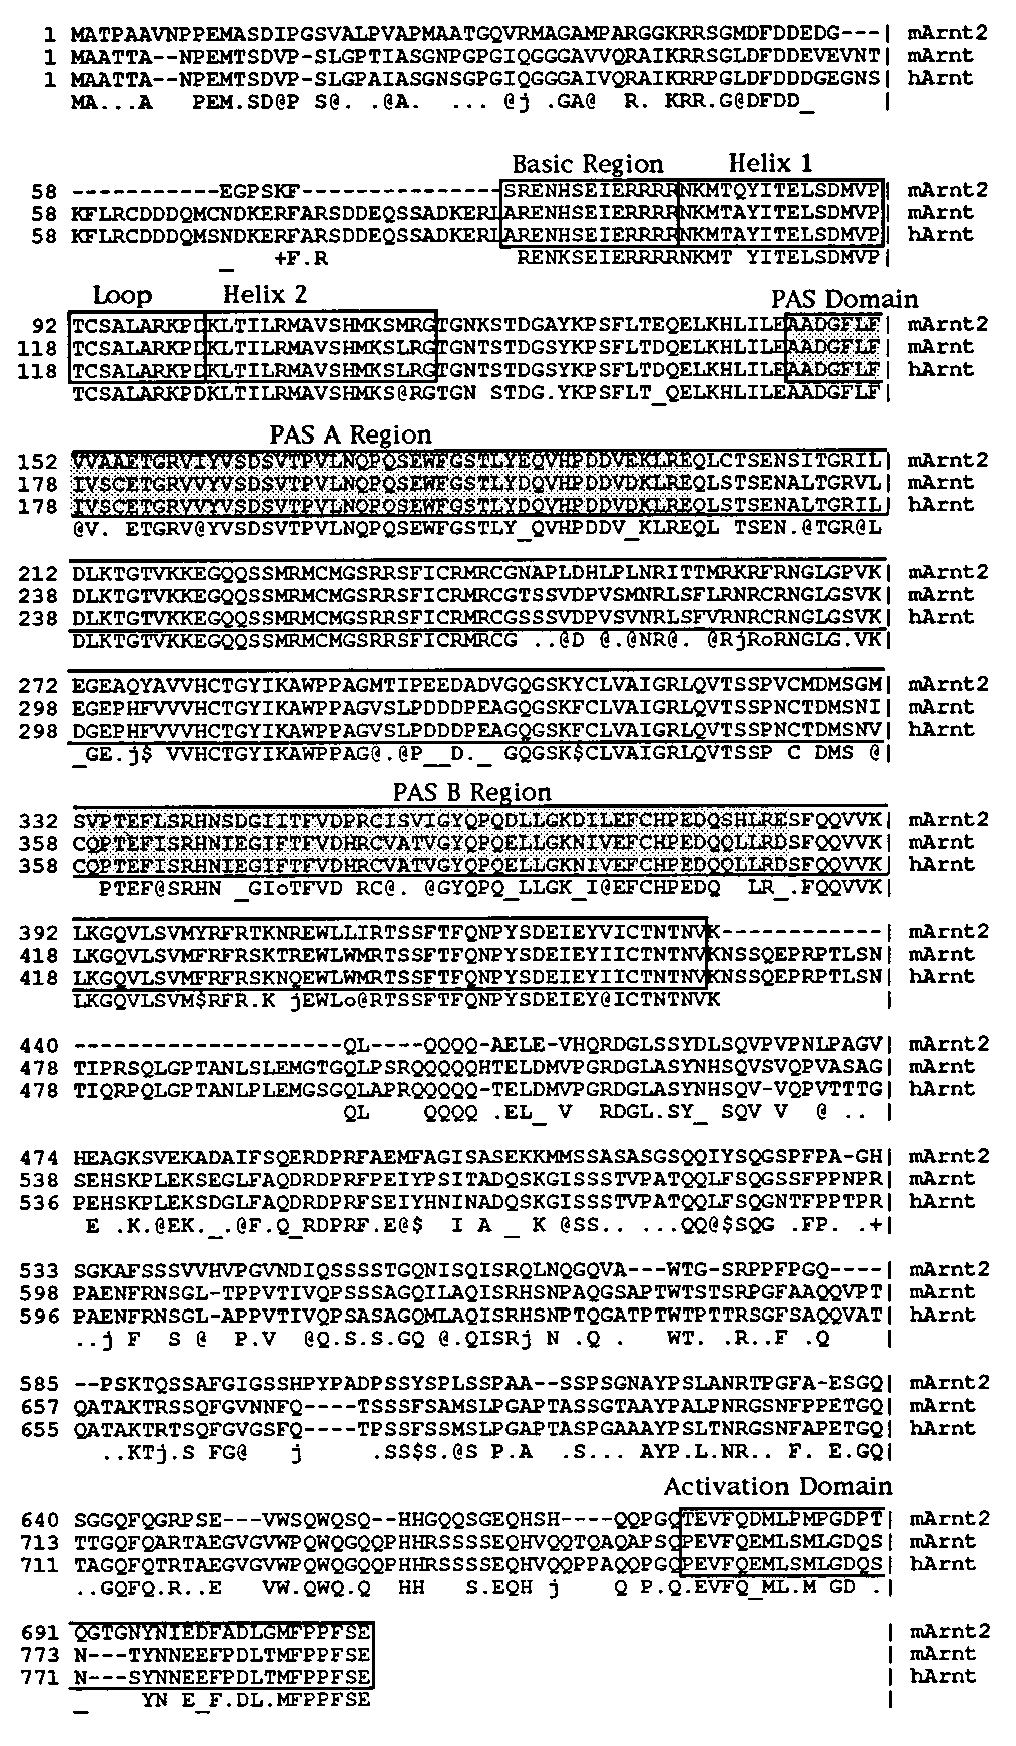 1 MATPAAVNPPEMASDIPGSVALPVAPMAATGQVRMAGAMPARGGKRRSGMDFDDEDG---| mArnt2
1 MAATTA--NPEMTSDVP-SLGPTIASGNPGPGIQGGGAVVQRAIKRRSGLDFDDEVEVNT| mArnt
1 MAATTA--NPEMTSDVP-SLGPAIASGNSGPGIQGGGAIVQRAIKRRPGLDFDDDGEGNS| hArnt
MA...A PEM.SD@P S@. .@A. ... @j .GA@ R. KRR.G@DFDD_ |
Basic Region Helix 1
58 -----------EGPSKF---------------SRENHSEIERRRRNKMTQYITELSDMVP| mArnt2
58 KFLRCDDDQMCNDKERFARSDDEQSSADKERLARENHSEIERRRRNKMTAYITELSDMVP| mArnt
58 KFLRCDDDQMSNDKERFARSDDEQSSADKERLARENHSEIERRRRNKMTAYITELSDMVP| hArnt
_ +F.R RENKSEIERRRRNKMT YITELSDMVP|
Loop Helix 2 PAS Domain
92 TCSALARKPDKLTILRMAVSHMKSMRGTGNKSTDGAYKPSFLTEQELKHLILEAADGFLF mArnt2
118 TCSALARKPDKLTILRMAVSHMKSLRGTGNTSTDGSYKPSFLTDQELKHLILEAADGFLF mArnt
118 TCSALARKPDKLTILRMAVSHMKSLRGTGNTSTDGSYKPSFLTDQELKHLILEAADGFLF hArnt
TCSALARKPDKLTILRMAVSHMKS@RGTGN STDG.YKPSFLT_QELKHLILEAADGFLF
PAS A Region
152 VVAAETGRVIYVSDSVTPVLNQPQSEWFGSTLYEQVHPDDVEKLREQLCTSENSITGRIL| mArnt2
178 IVSCETGRVVYVSDSVTPVLNQPQSEWFGSTLYDQVHPDDVDKLREQLSTSENALTGRVL| mArnt
178 IVSCETGRVVYVSDSVTPVLNQPQSEWFGSTLYDQVHPDDVDKLREQLSTSENALTGRIL| hArnt
@V. ETGRV@YVSDSVTPVLNQPQSEWFGSTLY_QVHPDDV_KLREQL TSEN.@TGR@L
212 DLKTGTVKKEGQQSSMRMCMGSRRSFICRMRCGNAPLDHLPLNRITTMRKRFRNGLGPVK| mArnt2
238 DLKTGTVKKEGQQSSMRMCMGSRRSFICRMRCGTSSVDPVSMNRLSFLRNRCRNGLGSVK| mArnt
238 DLKTGTVKKEGQQSSMRMCMGSRRSFICRMRCGSSSVDPVSVNRLSFVRNRCRNGLGSVK| hArnt
DLKTGTVKKEGQQSSMRMCMGSRRSFICRMRCG ..@D @.@NR@. @RjRoRNGLG.VK|
272 EGEAQYAVVHCTGYIKAWPPAGMTIPEEDADVGQGSKYCLVAIGRLQVTSSPVCMDMSGM| mArnt2
298 EGEPHFVVVHCTGYIKAWPPAGVSLPDDDPEAGQGSKFCLVAIGRLQVTSSPNCTDMSNI| mArnt
298 DGEPHFVVVHCTGYIKAWPPAGVSLPDDDPEAGQGSKFCLVAIGRLQVTSSPNCTDMSNV| hArnt
_GE.j$ VVHCTGYIKAWPPAG@.@P__D._ GQGSK$CLVAIGRLQVTSSP C DMS @|
PAS B Region
332 SVPTEFLSRHNSDGIITFVDPRCISVIGYQPQDLLGKDILEFCHPEDQSHLRESFQQVVK| mArnt2
358 CQPTEFISRHNIEGIFTFVDHRCVATVGYQPQELLGKNIVEFCHPEDQQLLRDSFQQVVK| mArnt
358 CQPTEFISRHNIEGIFTFVDHRCVATVGYQPQELLGKNIVEFCHPEDQQLLRDSFQQVVK| hArnt
PTEF@SRHN _GIoTFVD RC@. @GYQPQ_LLGK_I@EFCHPEDQ LR_.FQQVVK|
392 LKGQVLSVMYRFRTKNREWLLIRTSSFTFQNPYSDEIEYVICTNTNVK------------| mArnt2
418 LKGQVLSVMFRFRSKTREWLWMRTSSFTFQNPYSDEIEYIICTNTNVKNSSQEPRPTLSN| mArnt
418 LKGQVLSVMFRFRSKNQEWLWMRTSSFTFQNPYSDEIEYIICTNTNVKNSSQEPRPTLSN| hArnt
LKGQVLSVM$RFR.K jEWLo@RTSSFTFQNPYSDEIEY@ICTNTNVK |
440 --------------------QL----QQQQ-AELE-VHQRDGLSSYDLSQVPVPNLPAGV| mArnt2
478 TIPRSQLGPTANLSLEMGTGQLPSRQQQQQHTELDMVPGRDGLASYNHSQVSVQPVASAG| mArnt
478 TIQRPQLGPTANLPLEMGSGQLAPRQQQQQ-TELDMVPGRDGLASYNHSQV-VQPVTTTG| hArnt
QL QQQQ .EL_ V RDGL.SY_ SQV V @ .. |
474 HEAGKSVEKADAIFSQERDPRFAEMFAGISASEKKMMSSASASGSQQIYSQGSPFPA-GH| mArnt2
538 SEHSKPLEKSEGLFAQDRDPRFPEIYPSITADQSKGISSSTVPATQQLFSQGSSFPPNPR| mArnt
536 PEHSKPLEKSDGLFAQDRDPRFSEIYHNINADQSKGISSSTVPATQQLFSQGNTFPPTPR| hArnt
E .K.@EK._.@F.Q_RDPRF.E@$ I A _ K @SS.. ...QQ@$SQG .FP. .+|
533 SGKAFSSSVVHVPGVNDIQSSSSTGQNISQISRQLNQGQVA---WTG-SRPPFPGQ----| mArnt2
598 PAENFRNSGL-TPPVTIVQPSSSAGQILAQISRHSNPAQGSAPTWTSTSRPGFAAQQVPT| mArnt
596 PAENFRNSGL-APPVTIVQPSASAGQMLAQISRHSNPTQGATPTWTPTTRSGFSAQQVAT| hArnt
..j F S @ P.V @Q.S.S.GQ @.QISRj N .Q . WT. .R..F .Q |
585 --PSKTQSSAFGIGSSHPYPADPSSYSPLSSPAA--SSPSGNAYPSLANRTPGFA-ESGQ| mArnt2
657 QATAKTRSSQFGVNNFQ----TSSSFSAMSLPGAPTASSGTAAYPALPNRGSNFPPETGQ| mArnt
655 QATAKTRTSQFGVGSFQ----TPSSFSSMSLPGAPTASPGAAAYPSLTNRGSNFAPETGQ| hArnt
..KTj.S FG@ j .SS$S.@S P.A .S... AYP.L.NR.. F. E.GQ|
Activation Domain
640 SGGQFQGRPSE---VWSQWQSQ--HHGQQSGEQHSH----QQPGQTEVFQDMLPMPGDPT mArnt2
713 TTGQFQARTAEGVGVWPQWQGQQPHHRSSSSEQHVQQTQAQAPSQPEVFQEMLSMLGDQS| mArnt
711 TAGQFQTRTAEGVGVWPQWQGQQPHHRSSSSEQHVQQPPAQQPGQPEVFQEMLSMLGDQS| hArnt
..GQFQ.R..E VW.QWQ.Q HH S.EQH j Q P.Q.EVFQ_ML.M GD .|
691 QGTGNYNIEDFADLGMFPPFSE | mArnt2
773 N---TYNNEEFPDLTMFPPFSE | mArnt
771 N---SYNNEEFPDLTMFPPFSE | hArnt
_ YN E_F.DL.MFPPFSE |